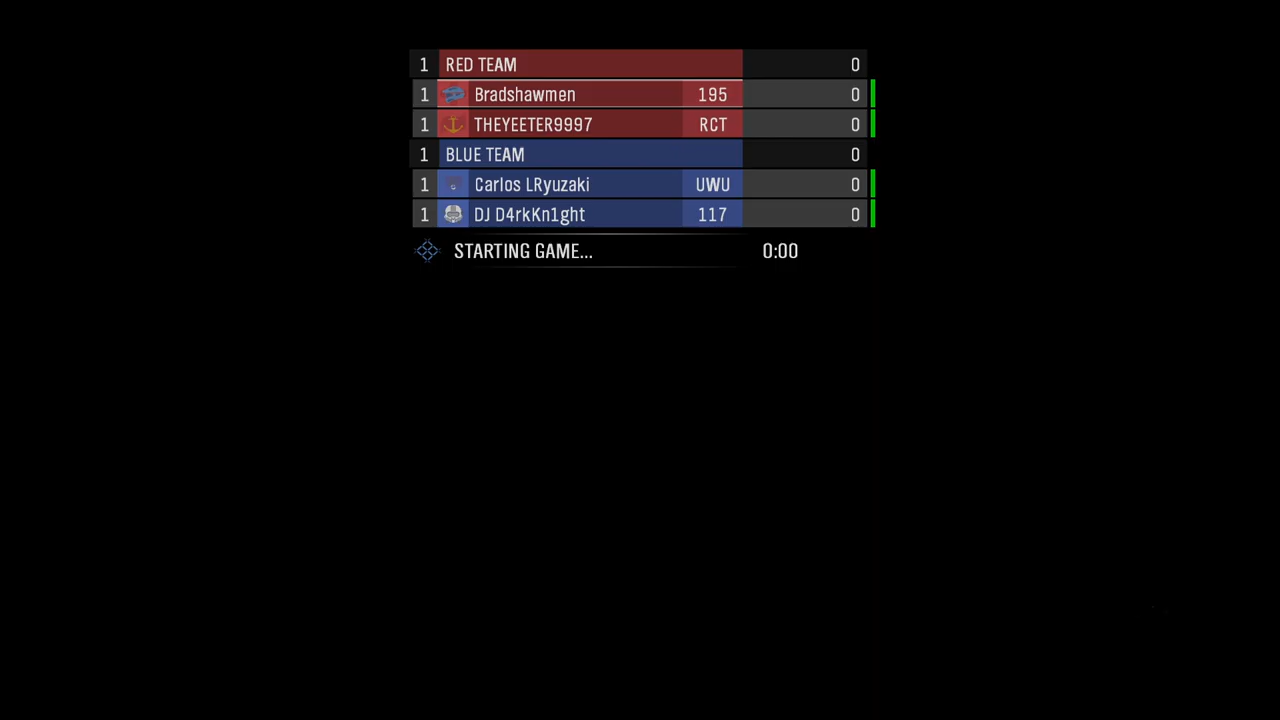 1 RED TEAM 0
1 Bradshawmen 195 0
1 THEYEETER9997 RCT 0
1 BLUE TEAM 0
1 Carlos LRyuzaki UWU 0
1 DJ D4rkKn1ght 117 0
STARTING GAME... 0:00